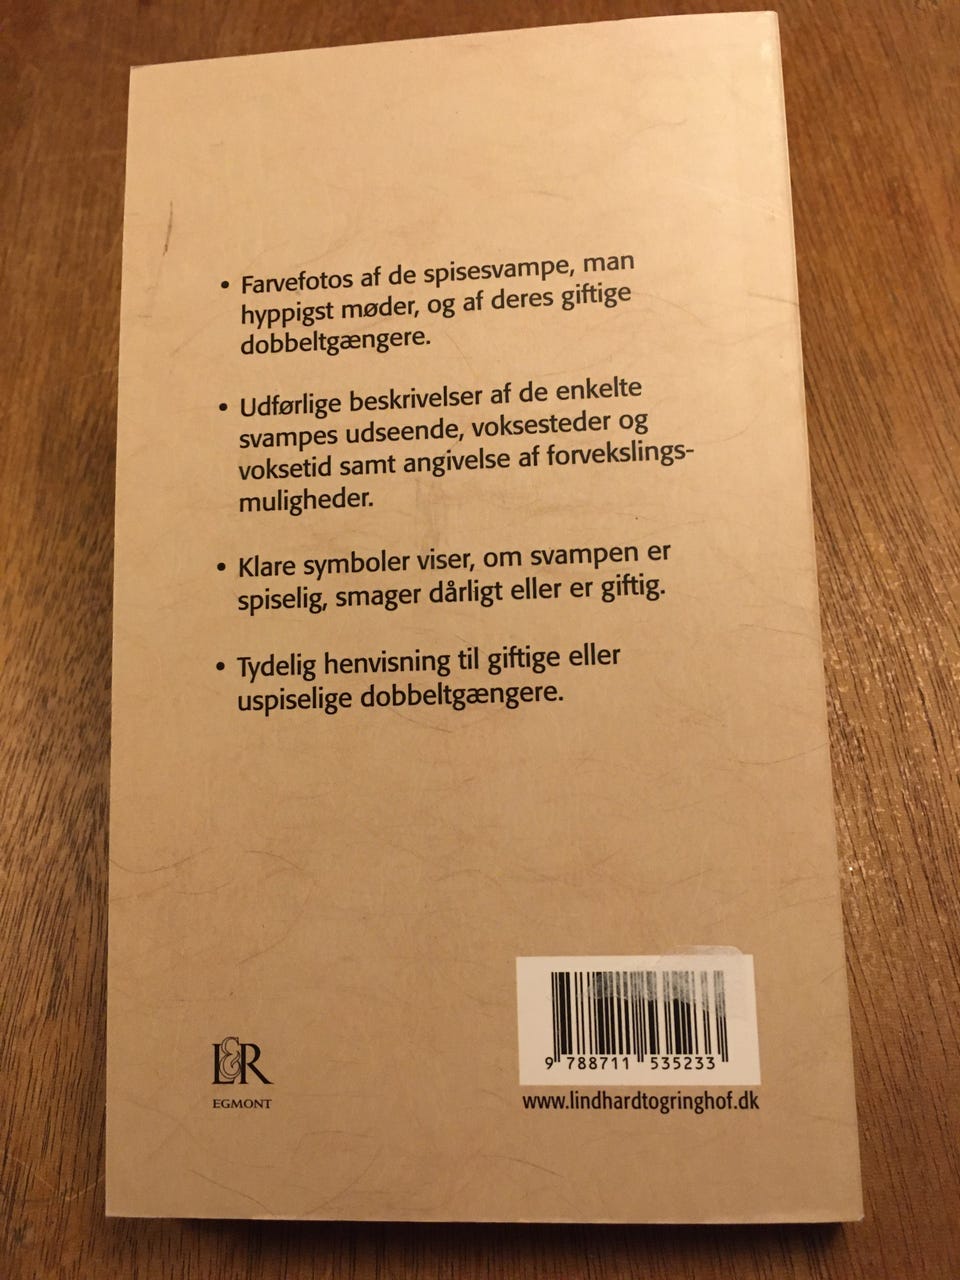 • Farvefotos af de spisesvampe, man
hyppigst møder, og af deres giftige
dobbeltgængere.
• Udførlige beskrivelser af de enkelte
svampes udseende, voksesteder og
voksetid samt angivelse af forvekslings-
muligheder.
• Klare symboler viser, om svampen er
spiselig, smager dårligt eller er giftig.
• Tydelig henvisning til giftige eller
uspiselige dobbeltgængere.
L&R
EGMONT
9 788711 535233
www.lindhardtogringhof.dk